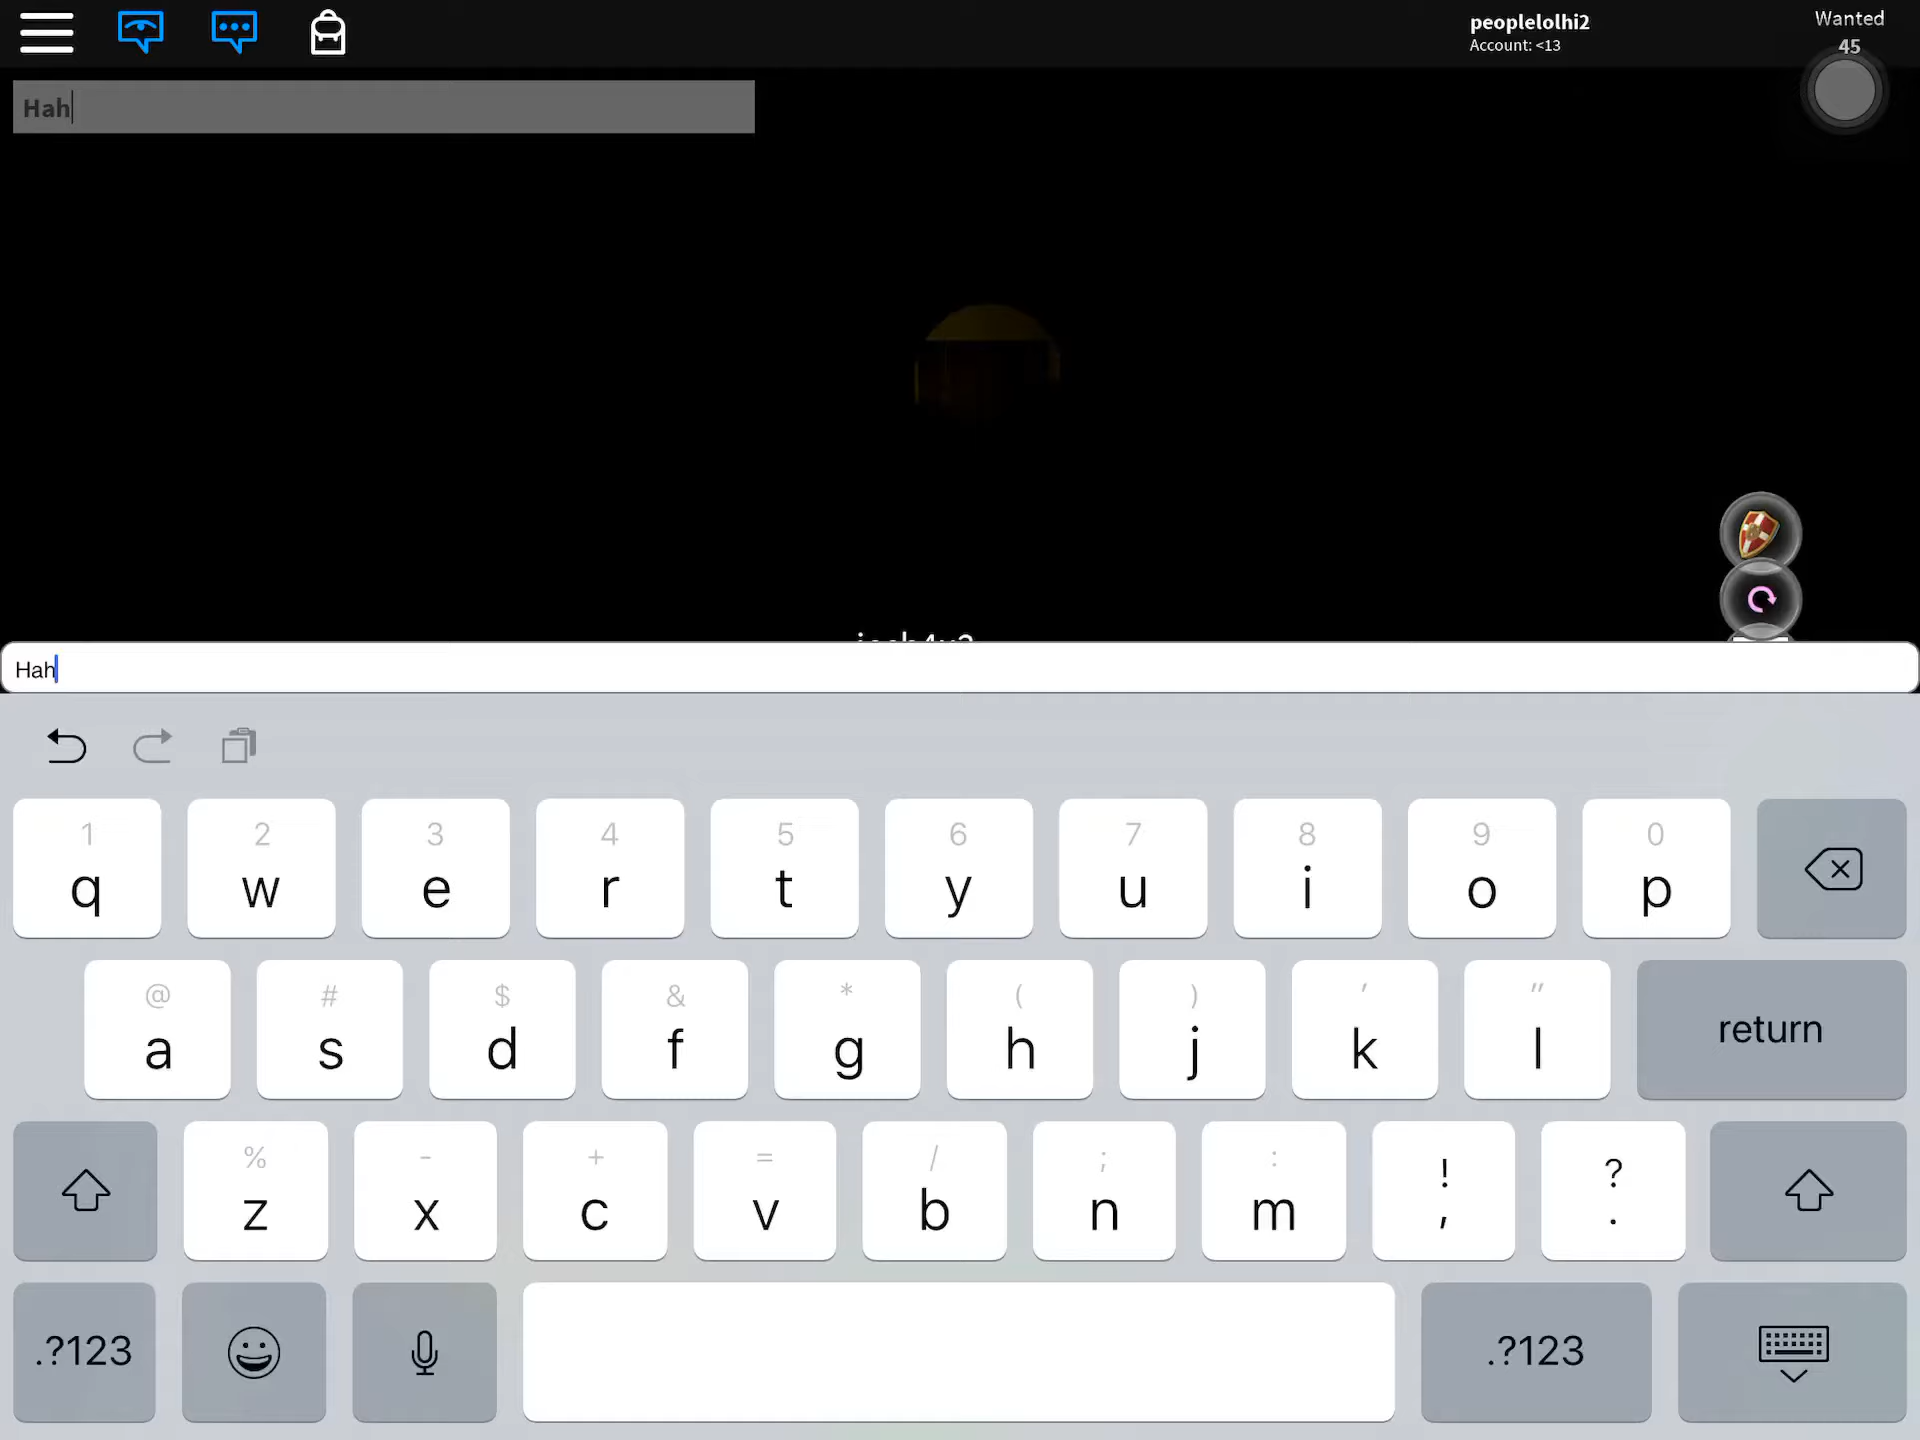 peoplelolhi2
Account: <13
Wanted
45
Hah
Hah
1 2 3 4 5 6 7 8 9 0
q w e r t y u i o p
@ # $ & * ( ) ' "
a s d f g h j k l return
% - + = / ; : ! ?
z x c v b n m , .
.?123 .?123